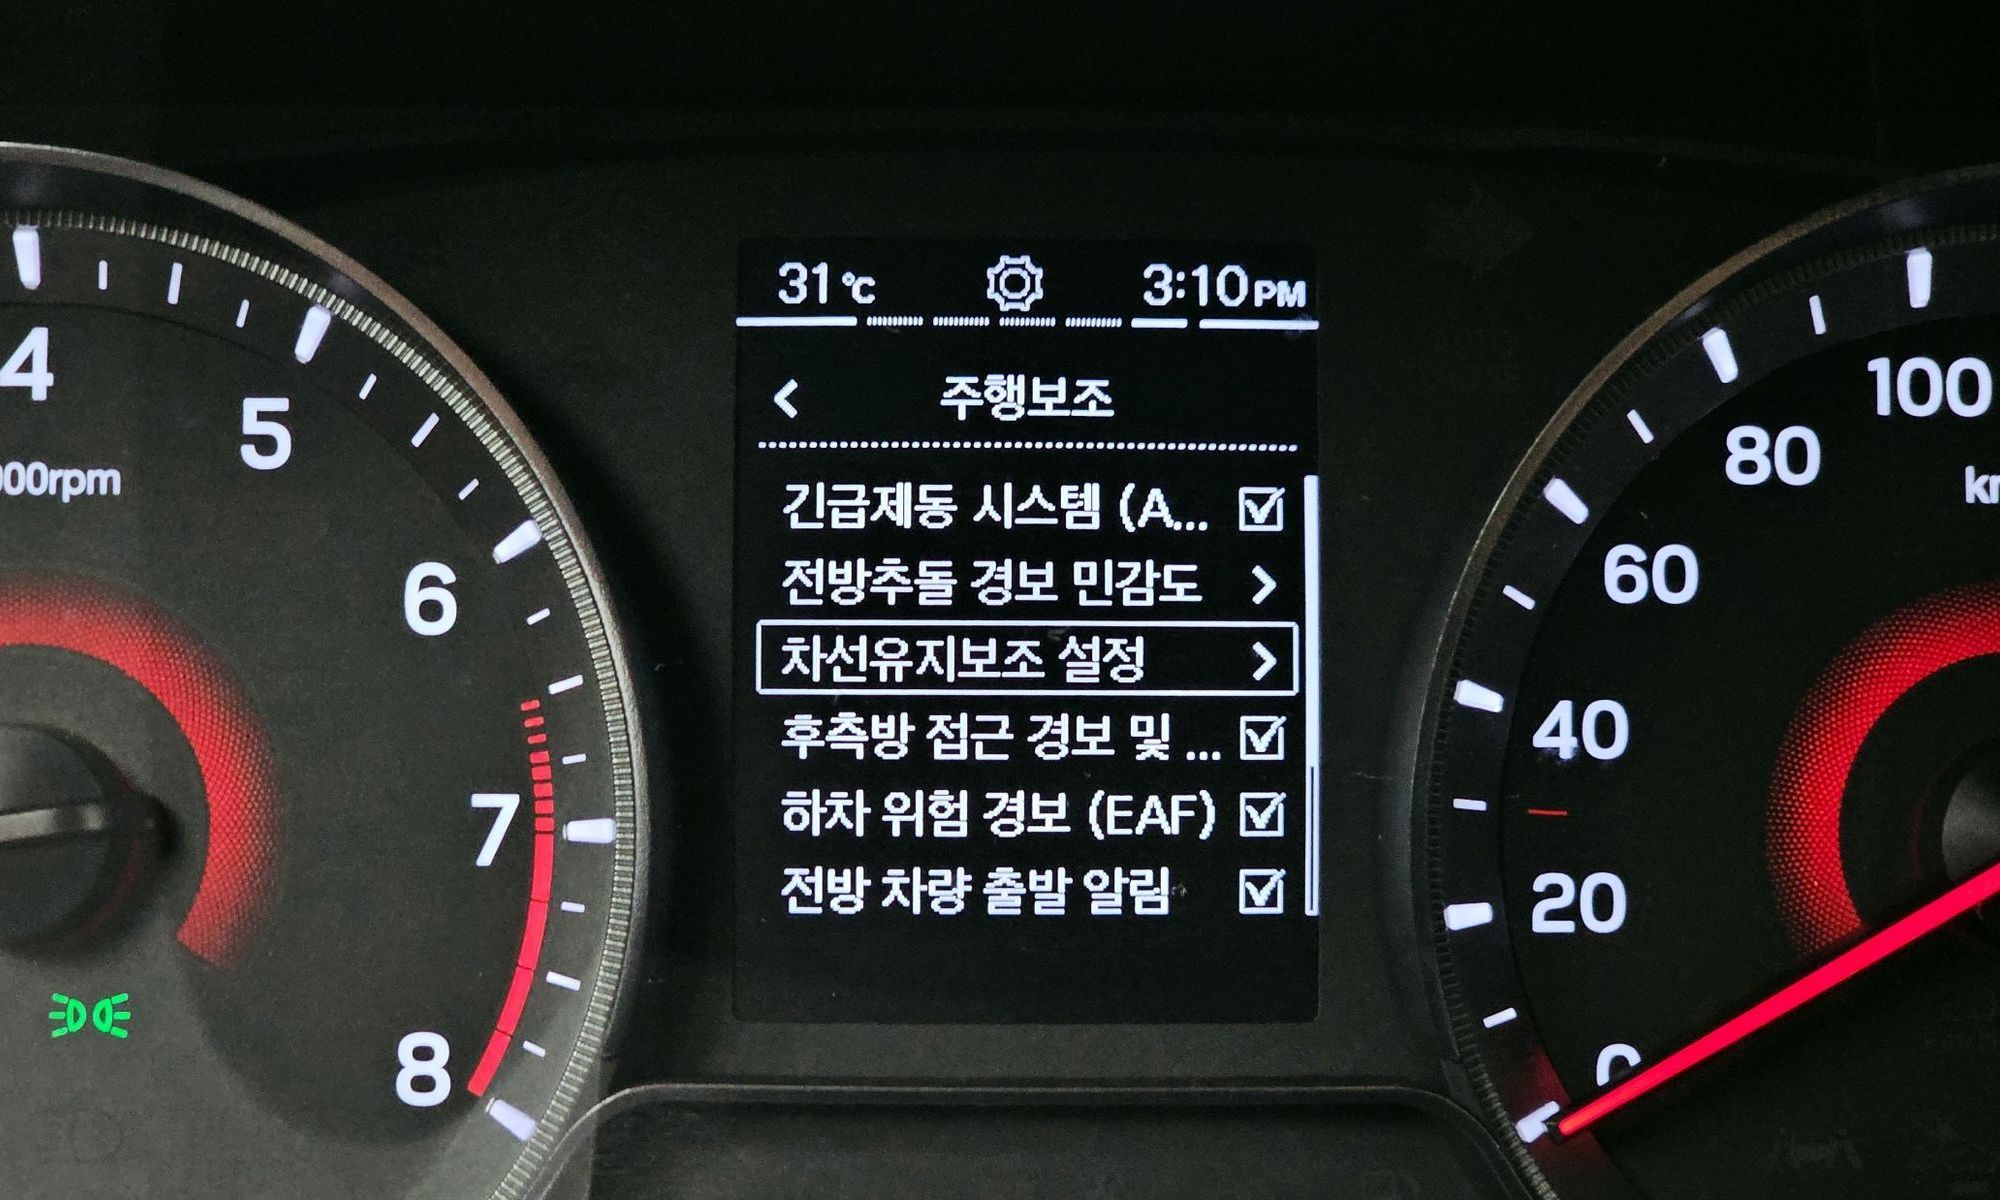 31 ℃ 3:10 PM
주행보조
긴급제동 시스템 (A...
전방추돌 경보 민감도
차선유지보조 설정
후측방 접근 경보 및 ...
하차 위험 경보 (EAF)
전방 차량 출발 알림
4
5
6
7
8
000rpm
100
80
60
40
20
0